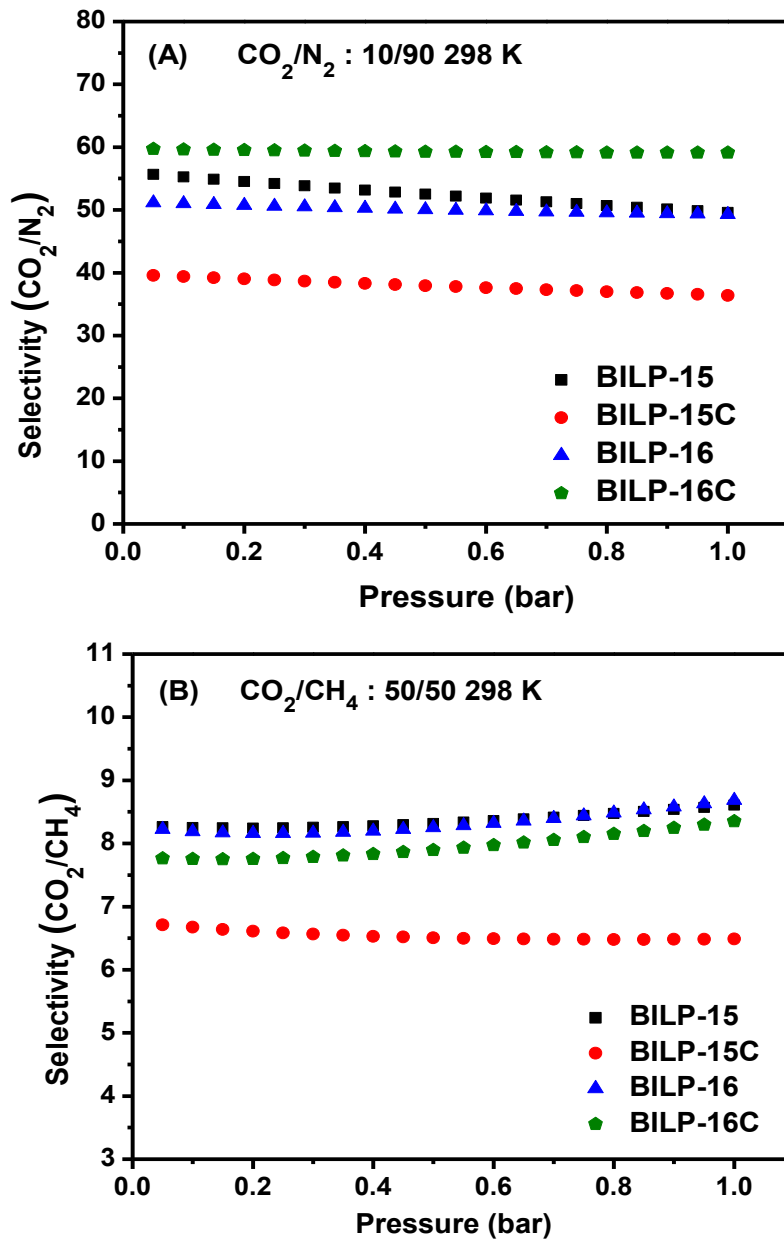 (A) CO2/N2 : 10/90 298 K
Selectivity (CO2/N2)
80
70
60
50
40
30
20
10
0
BILP-15
BILP-15C
BILP-16
BILP-16C
0.0 0.2 0.4 0.6 0.8 1.0
Pressure (bar)
(B) CO2/CH4 : 50/50 298 K
Selectivity (CO2/CH4)
11
10
9
8
7
6
5
4
3
BILP-15
BILP-15C
BILP-16
BILP-16C
0.0 0.2 0.4 0.6 0.8 1.0
Pressure (bar)